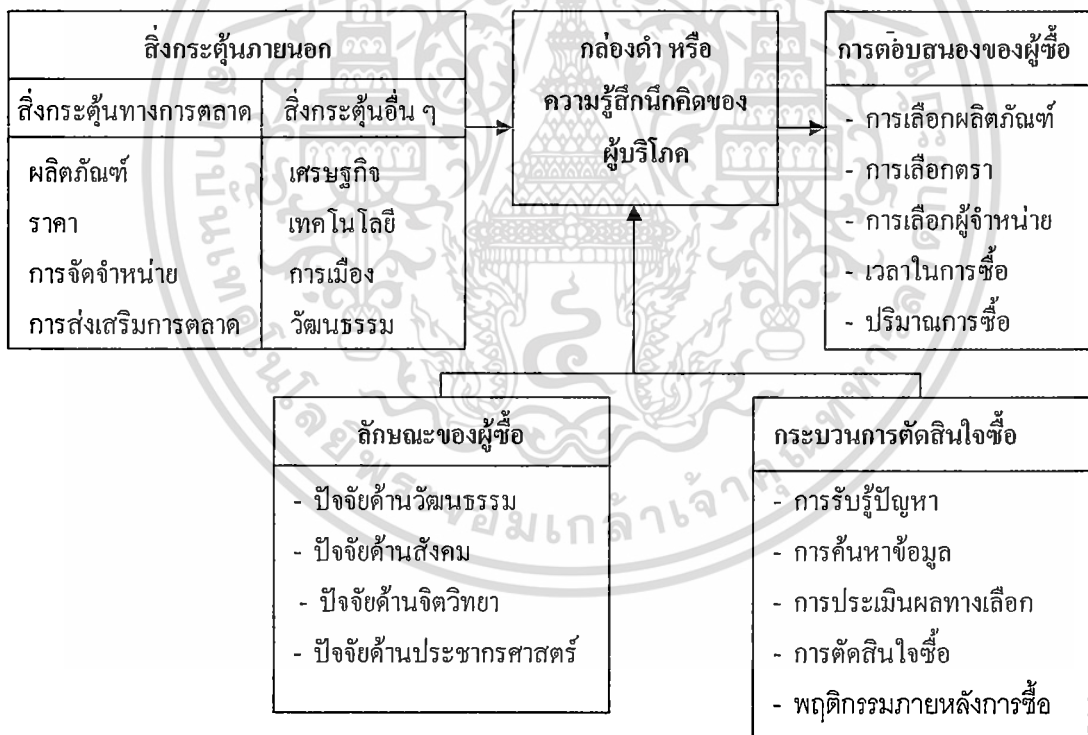 สิ่งกระตุ้นภายนอก
สิ่งกระตุ้นทางการตลาด
สิ่งกระตุ้นอื่น ๆ
ผลิตภัณฑ์
เศรษฐกิจ
ราคา
เทคโนโลยี
การจัดจำหน่าย
การเมือง
การส่งเสริมการตลาด
วัฒนธรรม
กล่องดำ หรือ
ความรู้สึกนึกคิดของ
ผู้บริโภค
การตอบสนองของผู้ซื้อ
- การเลือกผลิตภัณฑ์
- การเลือกตรา
- การเลือกผู้จำหน่าย
- เวลาในการซื้อ
- ปริมาณการซื้อ
ลักษณะของผู้ซื้อ
- ปัจจัยด้านวัฒนธรรม
- ปัจจัยด้านสังคม
- ปัจจัยด้านจิตวิทยา
- ปัจจัยด้านประชากรศาสตร์
กระบวนการตัดสินใจซื้อ
- การรับรู้ปัญหา
- การค้นหาข้อมูล
- การประเมินผลทางเลือก
- การตัดสินใจซื้อ
- พฤติกรรมภายหลังการซื้อ